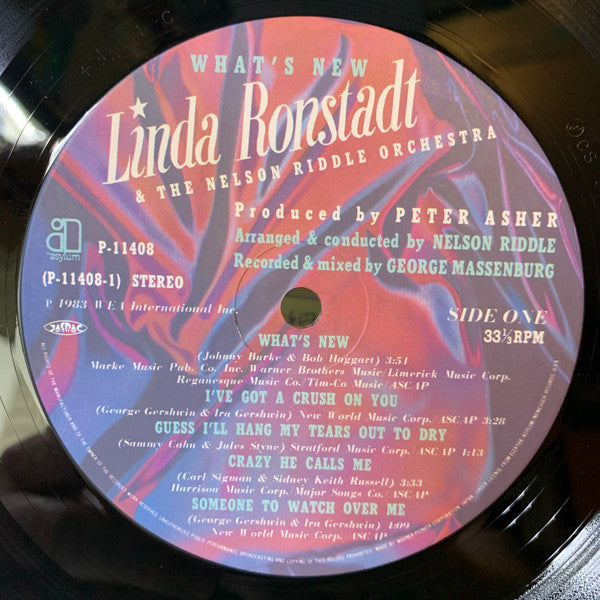 WHAT'S NEW
Linda Ronstadt
& THE NELSON RIDDLE ORCHESTRA
Produced by PETER ASHER
Arranged & conducted by NELSON RIDDLE
Recorded & mixed by GEORGE MASSENBURG
asylum
P-11408
(P-11408-1) STEREO
P 1983 WEA International Inc.
JASRAC
SIDE ONE
33⅓RPM
WHAT'S NEW
(Johnny Burke & Bob Haggart) 3:51
Marke Music Pub. Co. Inc. Warner Brothers Music/Limerick Music Corp.
Reganesque Music Co./Tim-Co Music/ASCAP
I'VE GOT A CRUSH ON YOU
(George Gershwin & Ira Gershwin) New World Music Corp./ASCAP 3:28
GUESS I'LL HANG MY TEARS OUT TO DRY
(Sammy Cahn & Jules Styne) Stratford Music Corp. ASCAP 4:13
CRAZY HE CALLS ME
(Carl Sigman & Sidney Keith Russell) 3:33
Harrison Music Corp. Major Songs Co./ASCAP
SOMEONE TO WATCH OVER ME
(George Gershwin & Ira Gershwin) 4:09
New World Music Corp. ASCAP